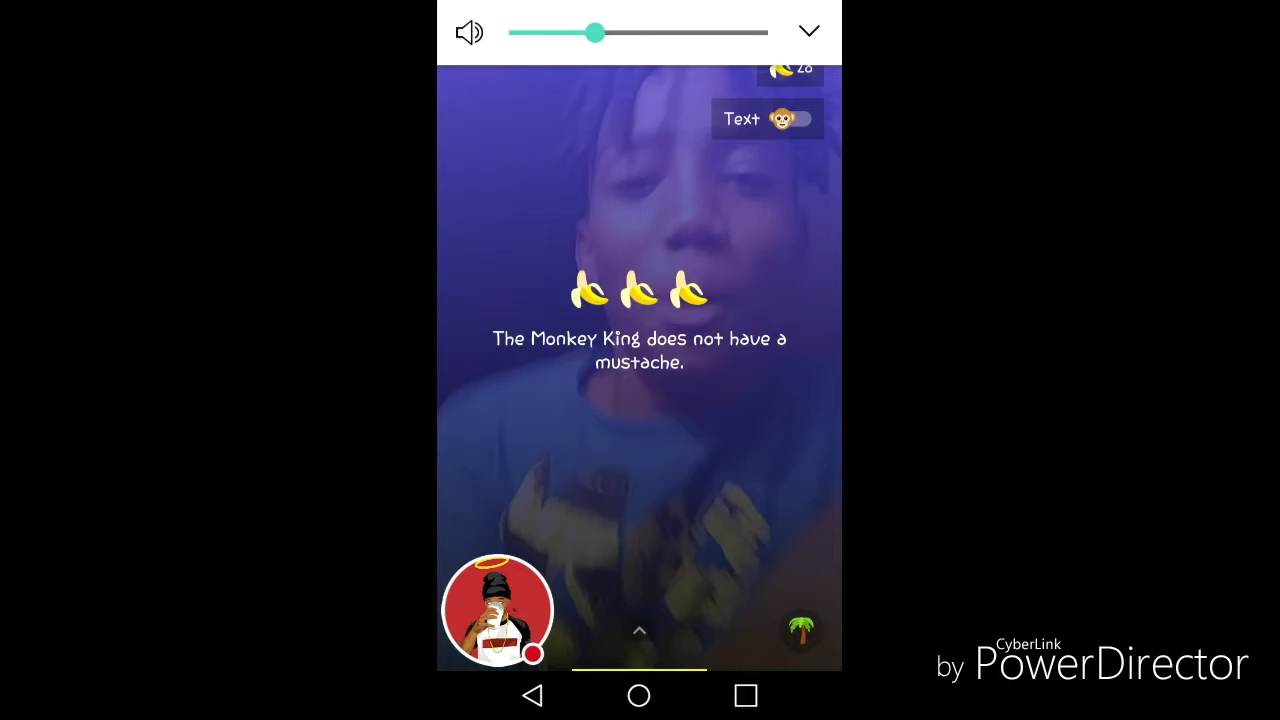 Text
The Monkey King does not have a
mustache.
CyberLink
by PowerDirector